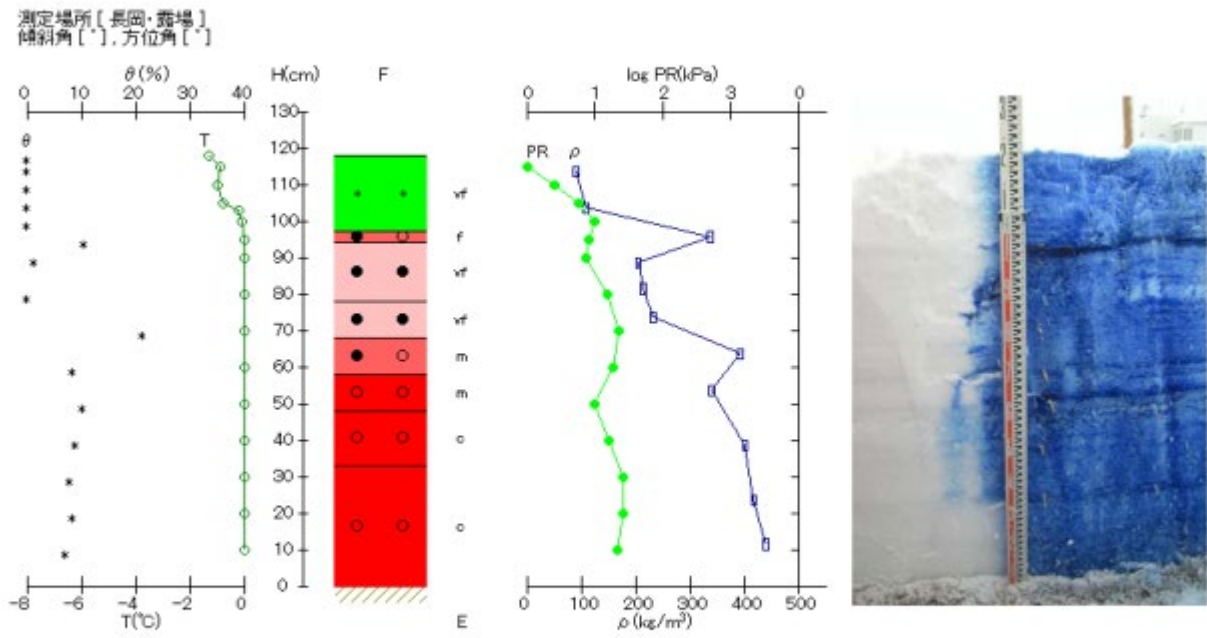 測定場所[ 長岡・露場 ]
傾斜角[ ° ], 方位角[ ° ]
θ(%) H(cm) F log PR(kPa)
0 10 20 30 40 0 1 2 3 0
130
θ T 120 PR ρ
110 vf
100
f
90
vf
80
70 vf
m
60
m
50
40 c
30
20
c
10
0
-8 -6 -4 -2 0 0 100 200 300 400 500
T(℃) E ρ(kg/m³)